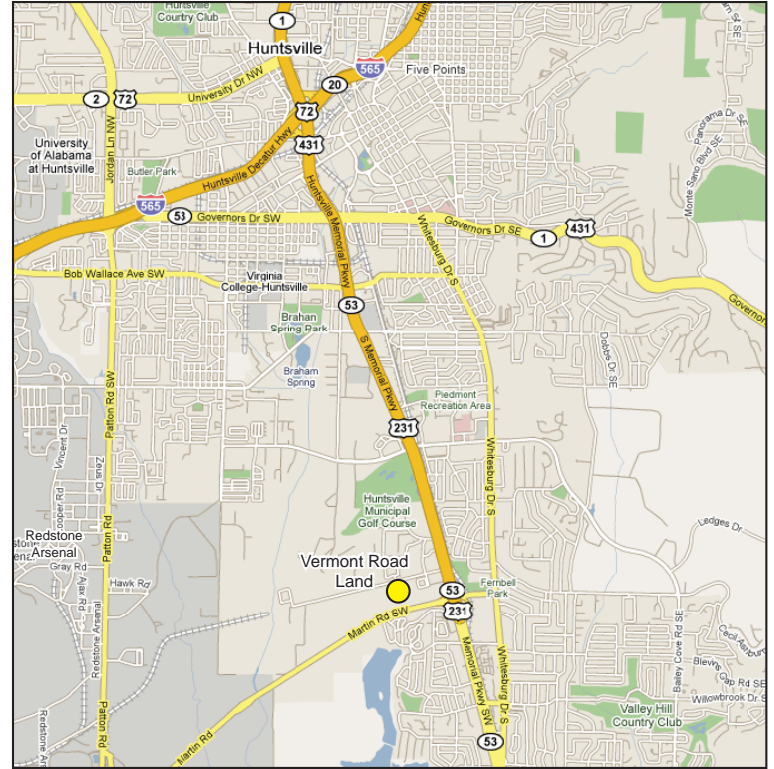 Huntsville
Country Club
1
Hun
Huntsville
565
Five Points
20
2
72
University Dr NW
72
Jordan Ln NW
University
of Alabama
at Huntsville
431
Panorama Dr SE
Monte Sano Blvd SE
Butler Park
Huntsville Decatur Hwy
565
53
Governors Dr SW
Huntsville Memorial Pkwy
Whitesburg Dr S
Governors Dr SE
1
431
Bob Wallace Ave SW
Virginia
College-Huntsville
53
Governors
Brahan
Spring Park
S Memorial Pkwy
Dobbs Dr SE
Braham
Spring
Patton Rd SW
Piedmont
Recreation Area
231
Vincent Dr
Zeus Dr
Whitesburg Dr S
Cooper Rd
Huntsville
Municipal
Golf Course
Patton Rd
Ledges Dr
Redstone
Arsenal
Gray Rd
Ajax Rd
Hawk Rd
Vermont Road
Land
53
Fernbell
Park
231
Martin Rd SW
Redstone Arsenal
Memorial Pkwy SW
Whitesburg Dr S
Bailey Cove Rd SE
Blevins Gap Rd SE
Willowbrook Dr S
Valley Hill
Country Club
Patton Rd
Redstone Ars
Martin Rd
53